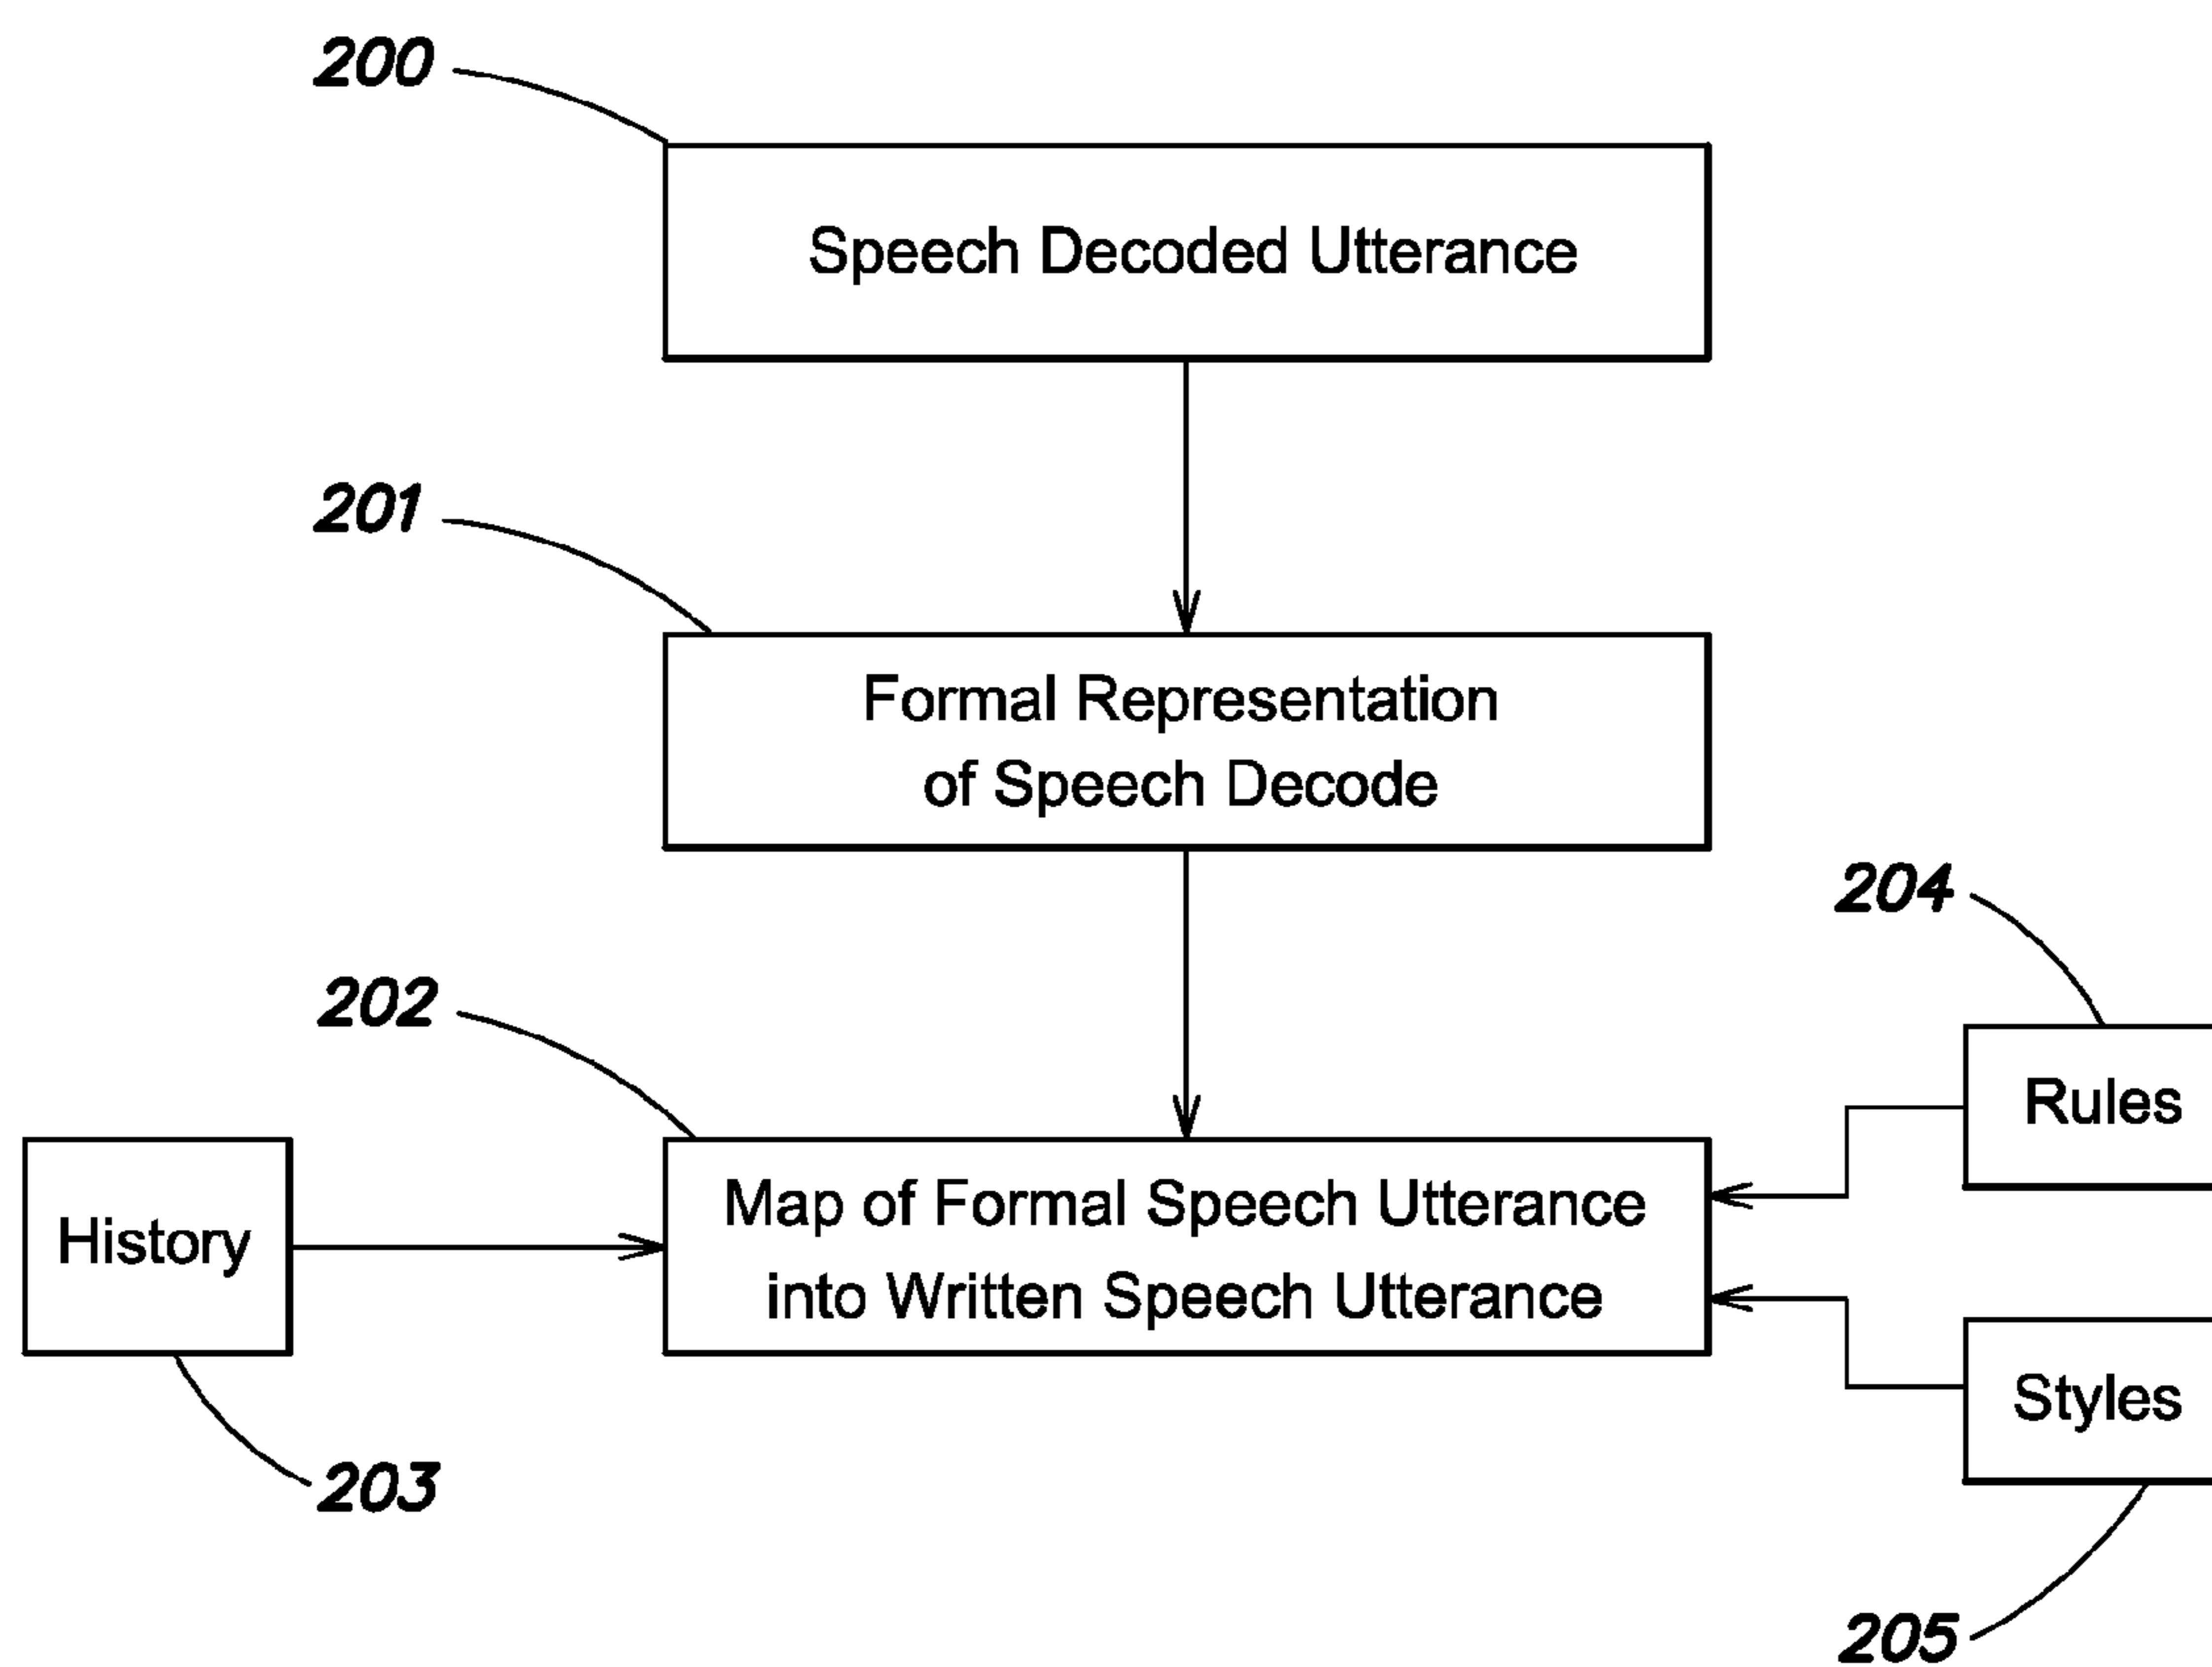 200
Speech Decoded Utterance
201
Formal Representation
of Speech Decode
204
202
Rules
History
Map of Formal Speech Utterance
into Written Speech Utterance
Styles
203
205